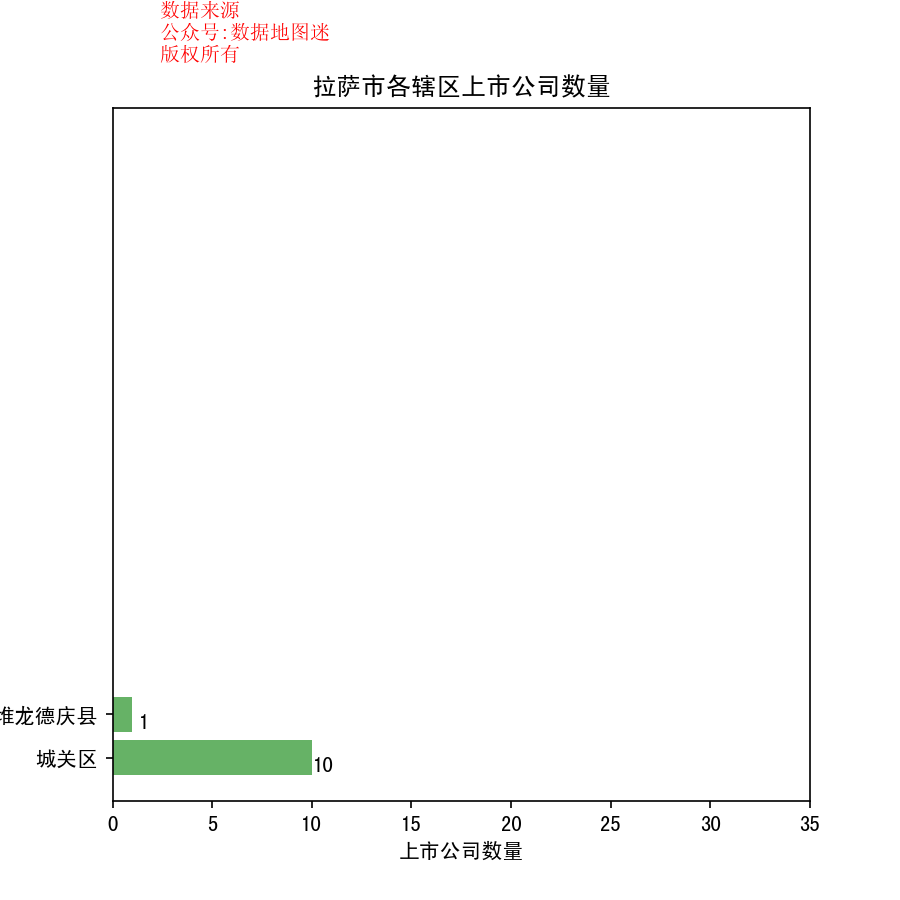 数据来源
公众号:数据地图迷
版权所有
拉萨市各辖区上市公司数量
堆龙德庆县
1
城关区
10
0 5 10 15 20 25 30 35
上市公司数量